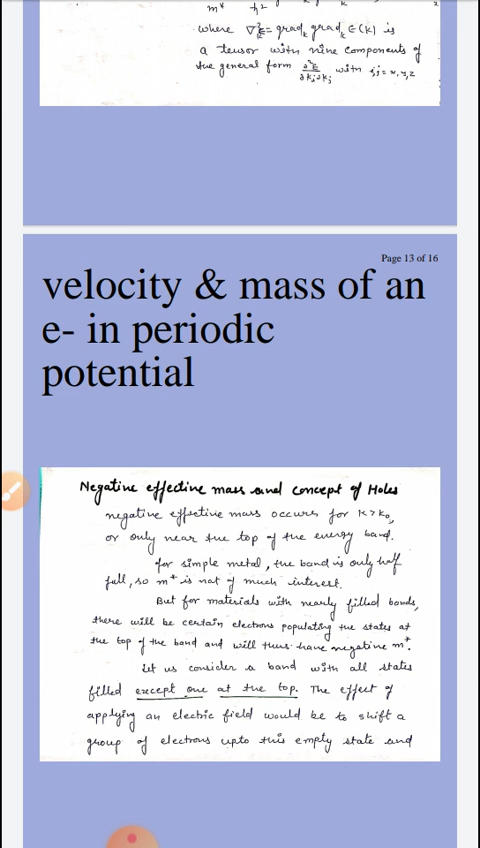 m* ħ²
where ∇²E = gradₖ gradₖ E(k) is
a tensor with nine components of
the general form ∂²E/∂kᵢ∂kⱼ with i,j = x, y, z
Page 13 of 16
velocity & mass of an
e- in periodic
potential
Negative effective mass and concept of Holes
negative effective mass occurs for K > K₀,
or only near the top of the energy band.
for simple metal, the band is only half
full, so m* is not of much interest.
But for materials with nearly filled bands,
there will be certain electrons populating the states at
the top of the band and will thus have negative m*.
Let us consider a band with all states
filled except one at the top. The effect of
applying an electric field would be to shift a
group of electrons upto this empty state and